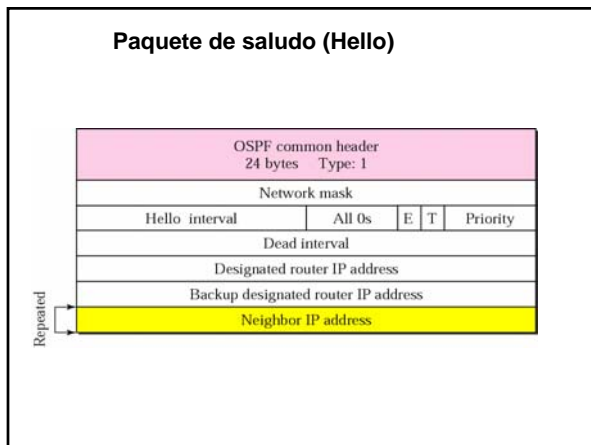 Paquete de saludo (Hello)
OSPF common header
24 bytes Type: 1
Network mask
Hello interval All 0s E T Priority
Dead interval
Designated router IP address
Backup designated router IP address
Repeated
Neighbor IP address